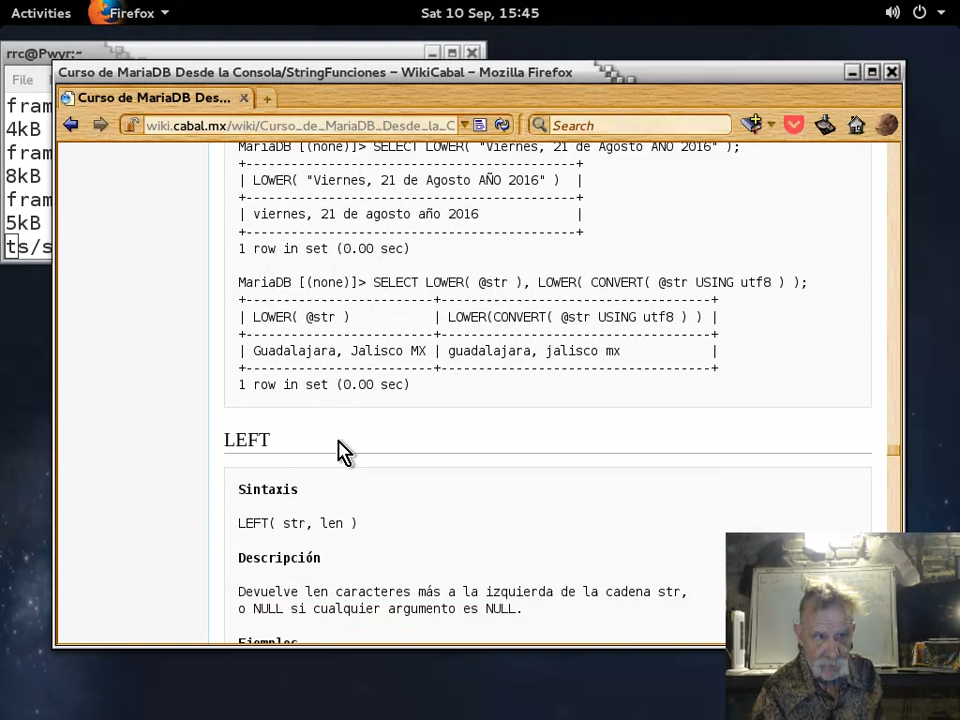 Activities Firefox Sat 10 Sep, 15:45
rrc@Pwyr:~
File
fram
4kB
fram
8kB
fram
5kB
ts/s
Curso de MariaDB Desde la Consola/StringFunciones – WikiCabal – Mozilla Firefox
Curso de MariaDB Des...
wiki.cabal.mx/wiki/Curso_de_MariaDB_Desde_la_C Search
MariaDB [(none)]> SELECT LOWER( "Viernes, 21 de Agosto AÑO 2016" );
+---------------------------------------------+
| LOWER( "Viernes, 21 de Agosto AÑO 2016" )  |
+---------------------------------------------+
| viernes, 21 de agosto año 2016             |
+---------------------------------------------+
1 row in set (0.00 sec)
MariaDB [(none)]> SELECT LOWER( @str ), LOWER( CONVERT( @str USING utf8 ) );
+-------------------------+------------------------------------+
| LOWER( @str )           | LOWER(CONVERT( @str USING utf8 ) ) |
+-------------------------+------------------------------------+
| Guadalajara, Jalisco MX | guadalajara, jalisco mx            |
+-------------------------+------------------------------------+
1 row in set (0.00 sec)
LEFT
Sintaxis
LEFT( str, len )
Descripción
Devuelve len caracteres más a la izquierda de la cadena str,
o NULL si cualquier argumento es NULL.
Ejemplos